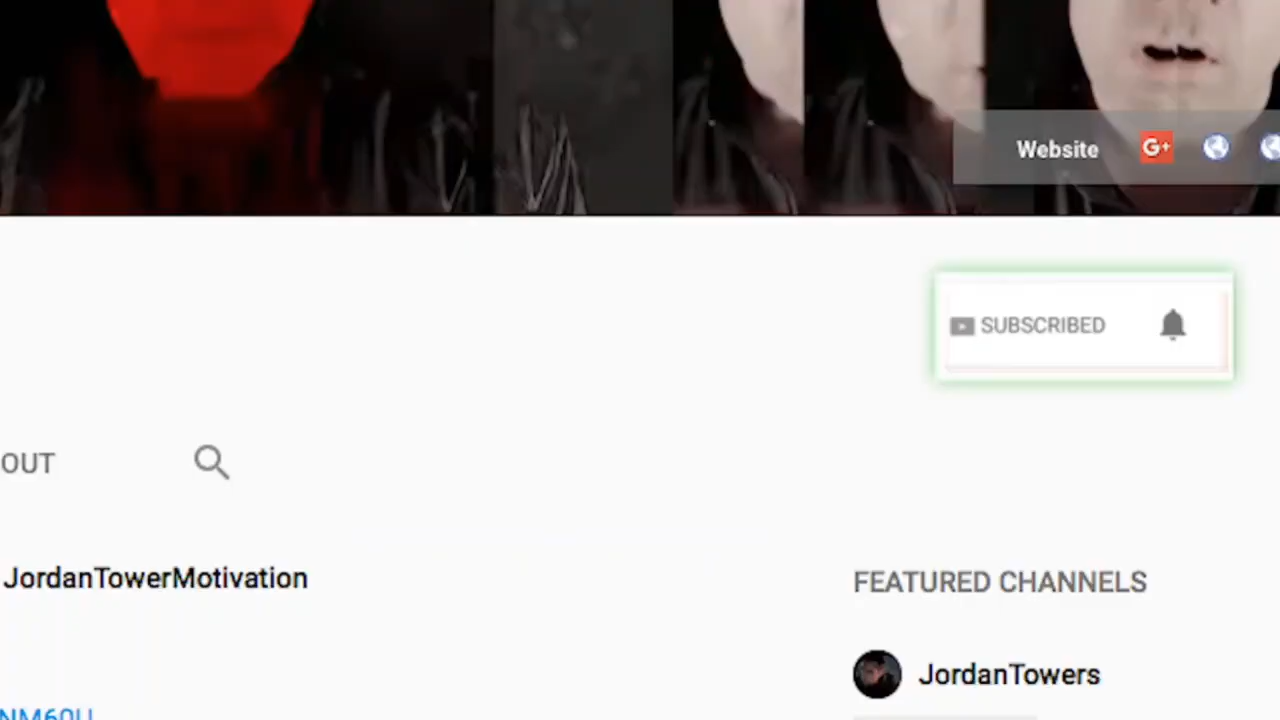 Website G+
SUBSCRIBED
OUT
JordanTowerMotivation
FEATURED CHANNELS
JordanTowers